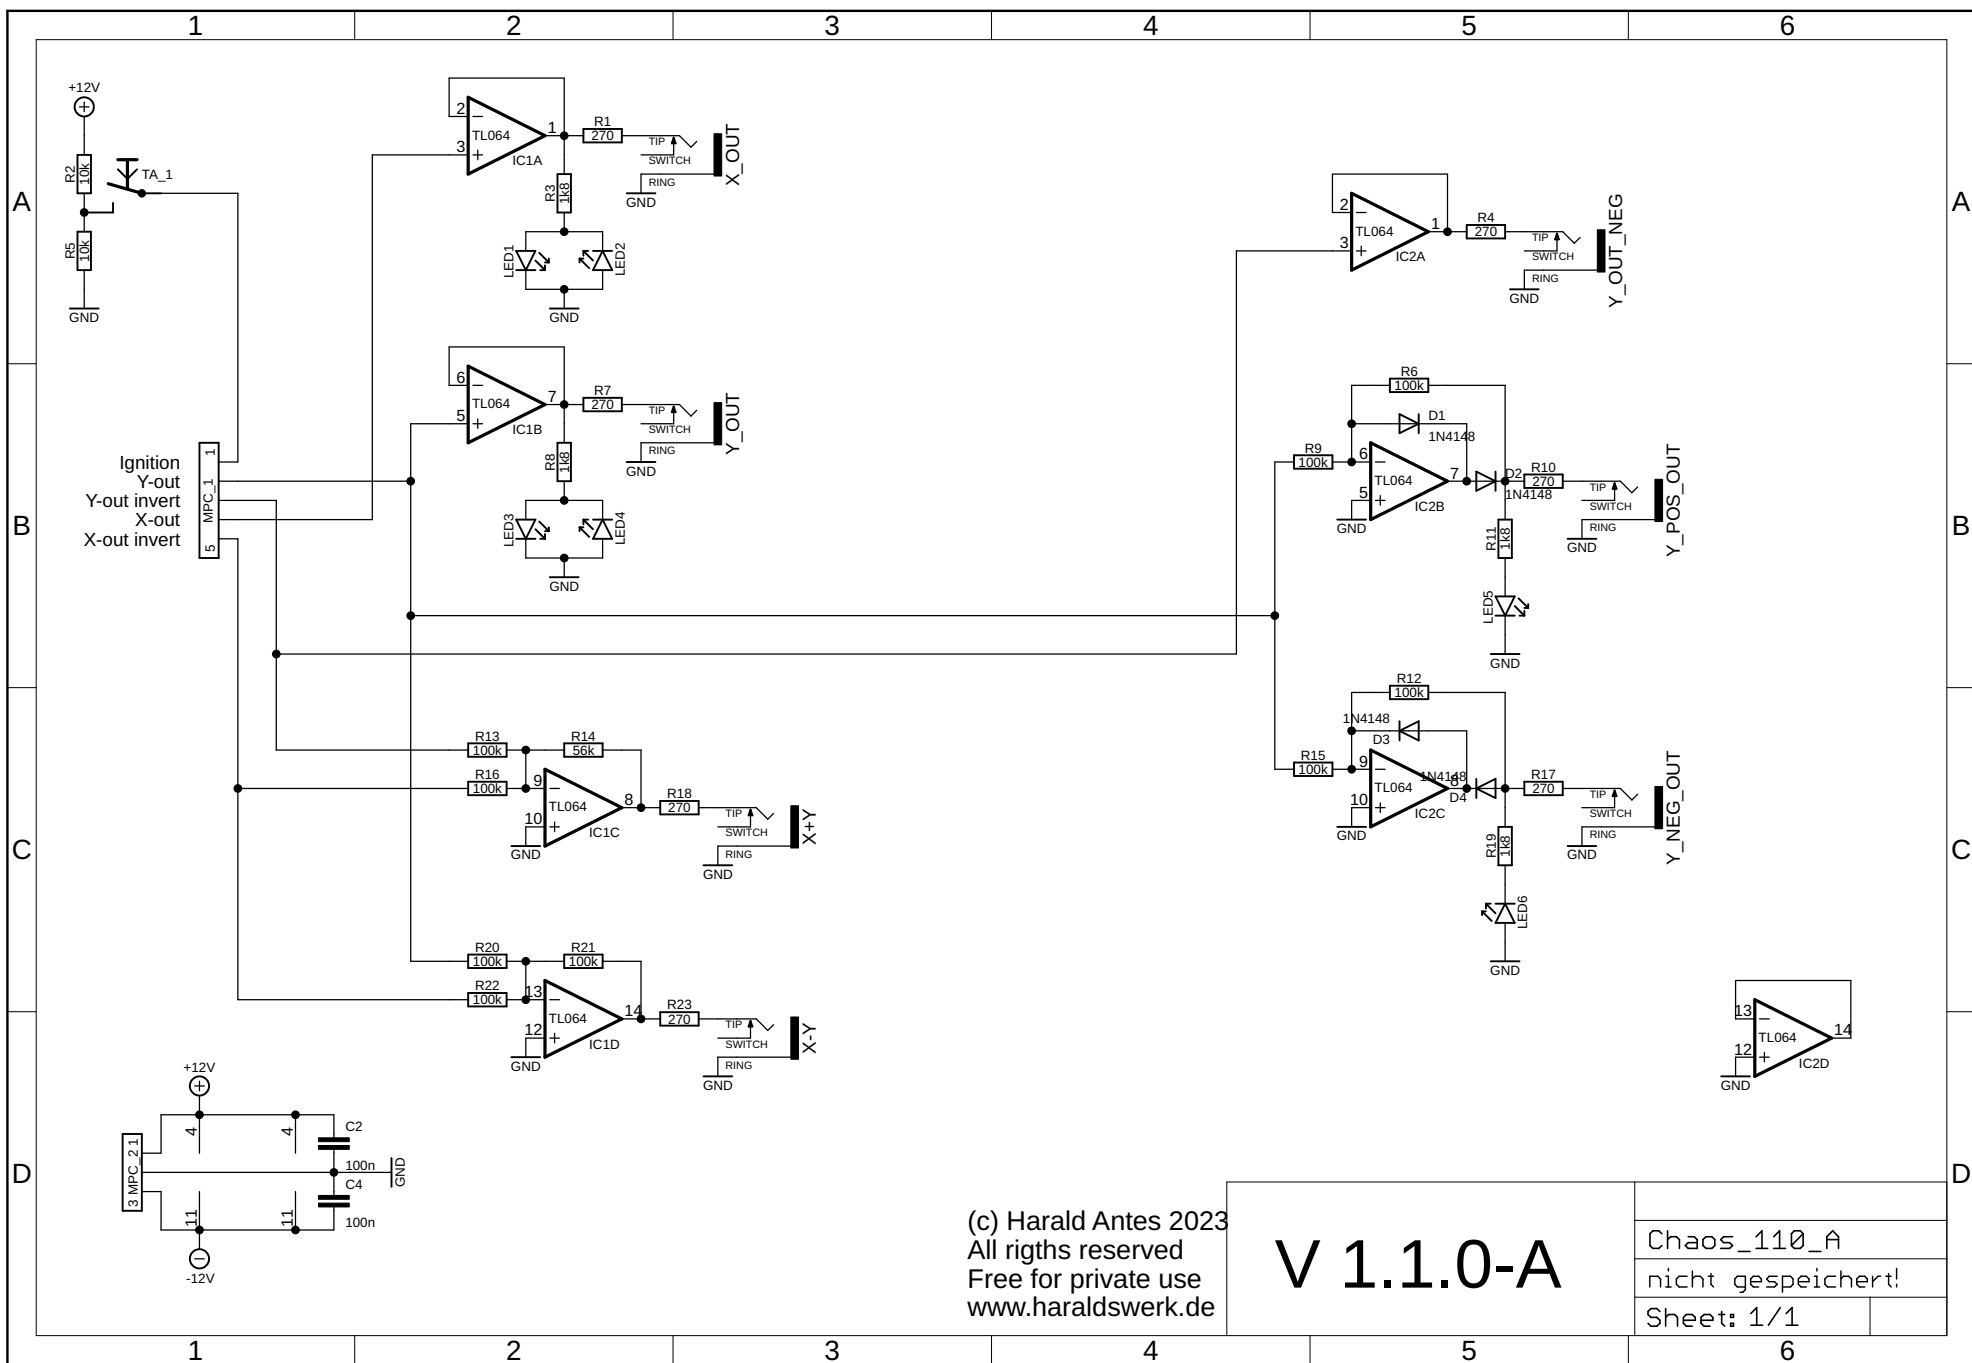 1 2 3 4 5 6
A A
B B
C C
D D
+12V
R2
10k
TA_1
R5
10k
GND
2
3
1
TL064
IC1A
R1
270
TIP
SWITCH
RING
GND
X_OUT
R3
1k8
LED1
LED2
GND
6
5
7
TL064
IC1B
R7
270
TIP
SWITCH
RING
GND
Y_OUT
R8
1k8
LED3
LED4
GND
Ignition
Y-out
Y-out invert
X-out
X-out invert
1
MPC_1
5
2
3
1
TL064
IC2A
R4
270
TIP
SWITCH
RING
GND
Y_OUT_NEG
R6
100k
D1
1N4148
R9
100k
6
5
7
TL064
IC2B
GND
D2
1N4148
R10
270
TIP
SWITCH
RING
GND
Y_POS_OUT
R11
1k8
LED5
GND
R12
100k
1N4148
D3
R15
100k
9
10
8
TL064
IC2C
GND
1N4148
D4
R17
270
TIP
SWITCH
RING
GND
Y_NEG_OUT
R19
1k8
LED6
GND
R13
100k
R14
56k
R16
100k
9
10
8
TL064
IC1C
GND
R18
270
TIP
SWITCH
RING
GND
X+Y
R20
100k
R21
100k
R22
100k
13
12
14
TL064
IC1D
GND
R23
270
TIP
SWITCH
RING
GND
X-Y
13
12
14
TL064
IC2D
GND
+12V
4
4
C2
100n
3 MPC_2 1
GND
C4
100n
11
11
-12V
(c) Harald Antes 2023
All rigths reserved
Free for private use
www.haraldswerk.de
V 1.1.0-A
Chaos_110_A
nicht gespeichert!
Sheet: 1/1
1 2 3 4 5 6